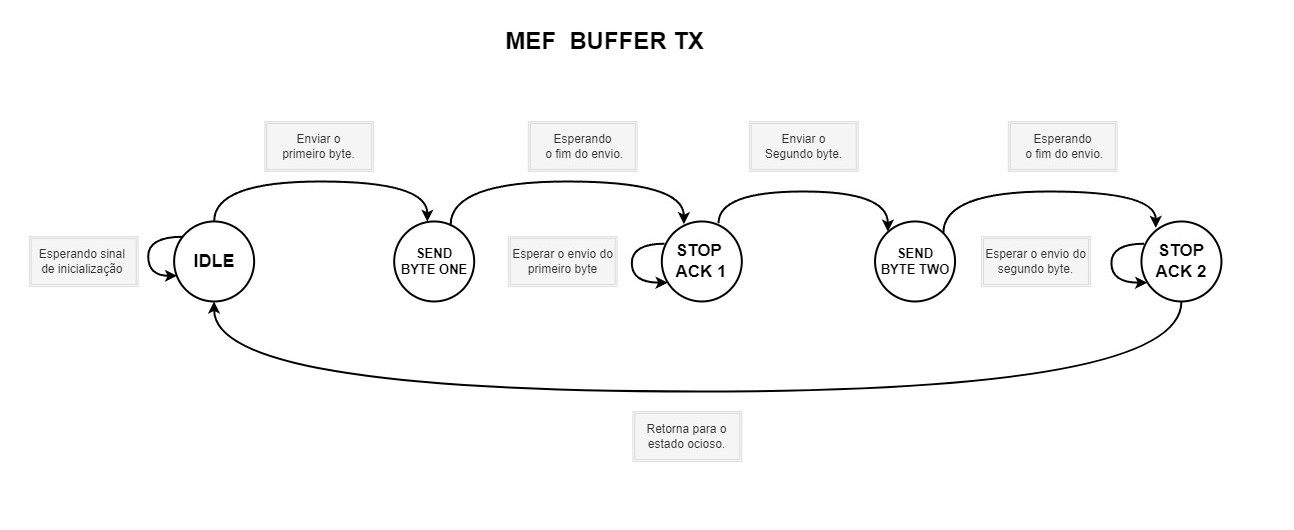 MEF BUFFER TX
Enviar o
primeiro byte.
Esperando
o fim do envio.
Enviar o
Segundo byte.
Esperando
o fim do envio.
Esperando sinal
de inicialização
IDLE
SEND
BYTE ONE
Esperar o envio do
primeiro byte
STOP
ACK 1
SEND
BYTE TWO
Esperar o envio do
segundo byte.
STOP
ACK 2
Retorna para o
estado ocioso.